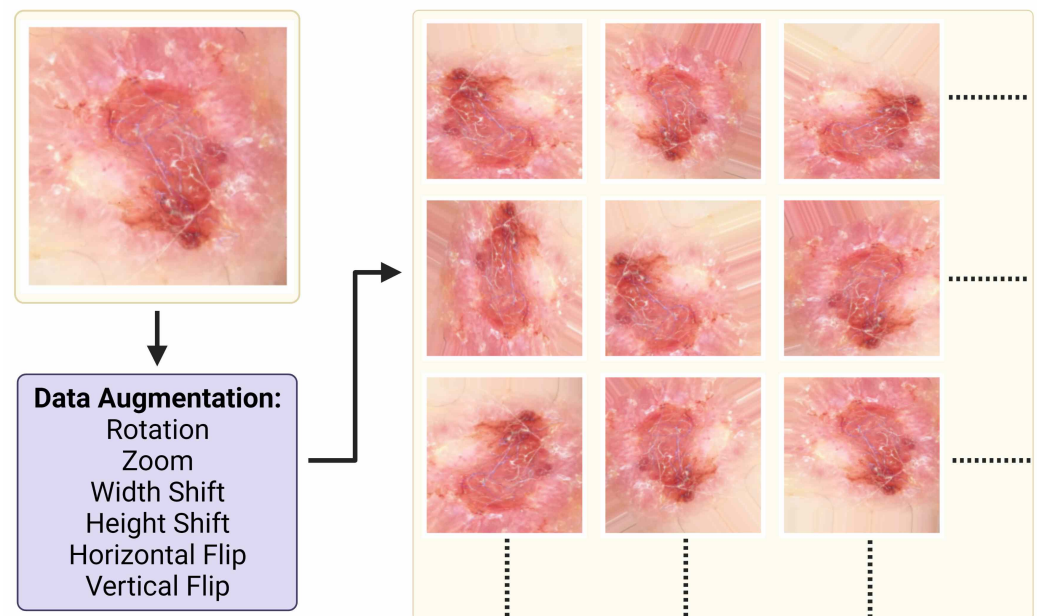 Data Augmentation:
Rotation
Zoom
Width Shift
Height Shift
Horizontal Flip
Vertical Flip